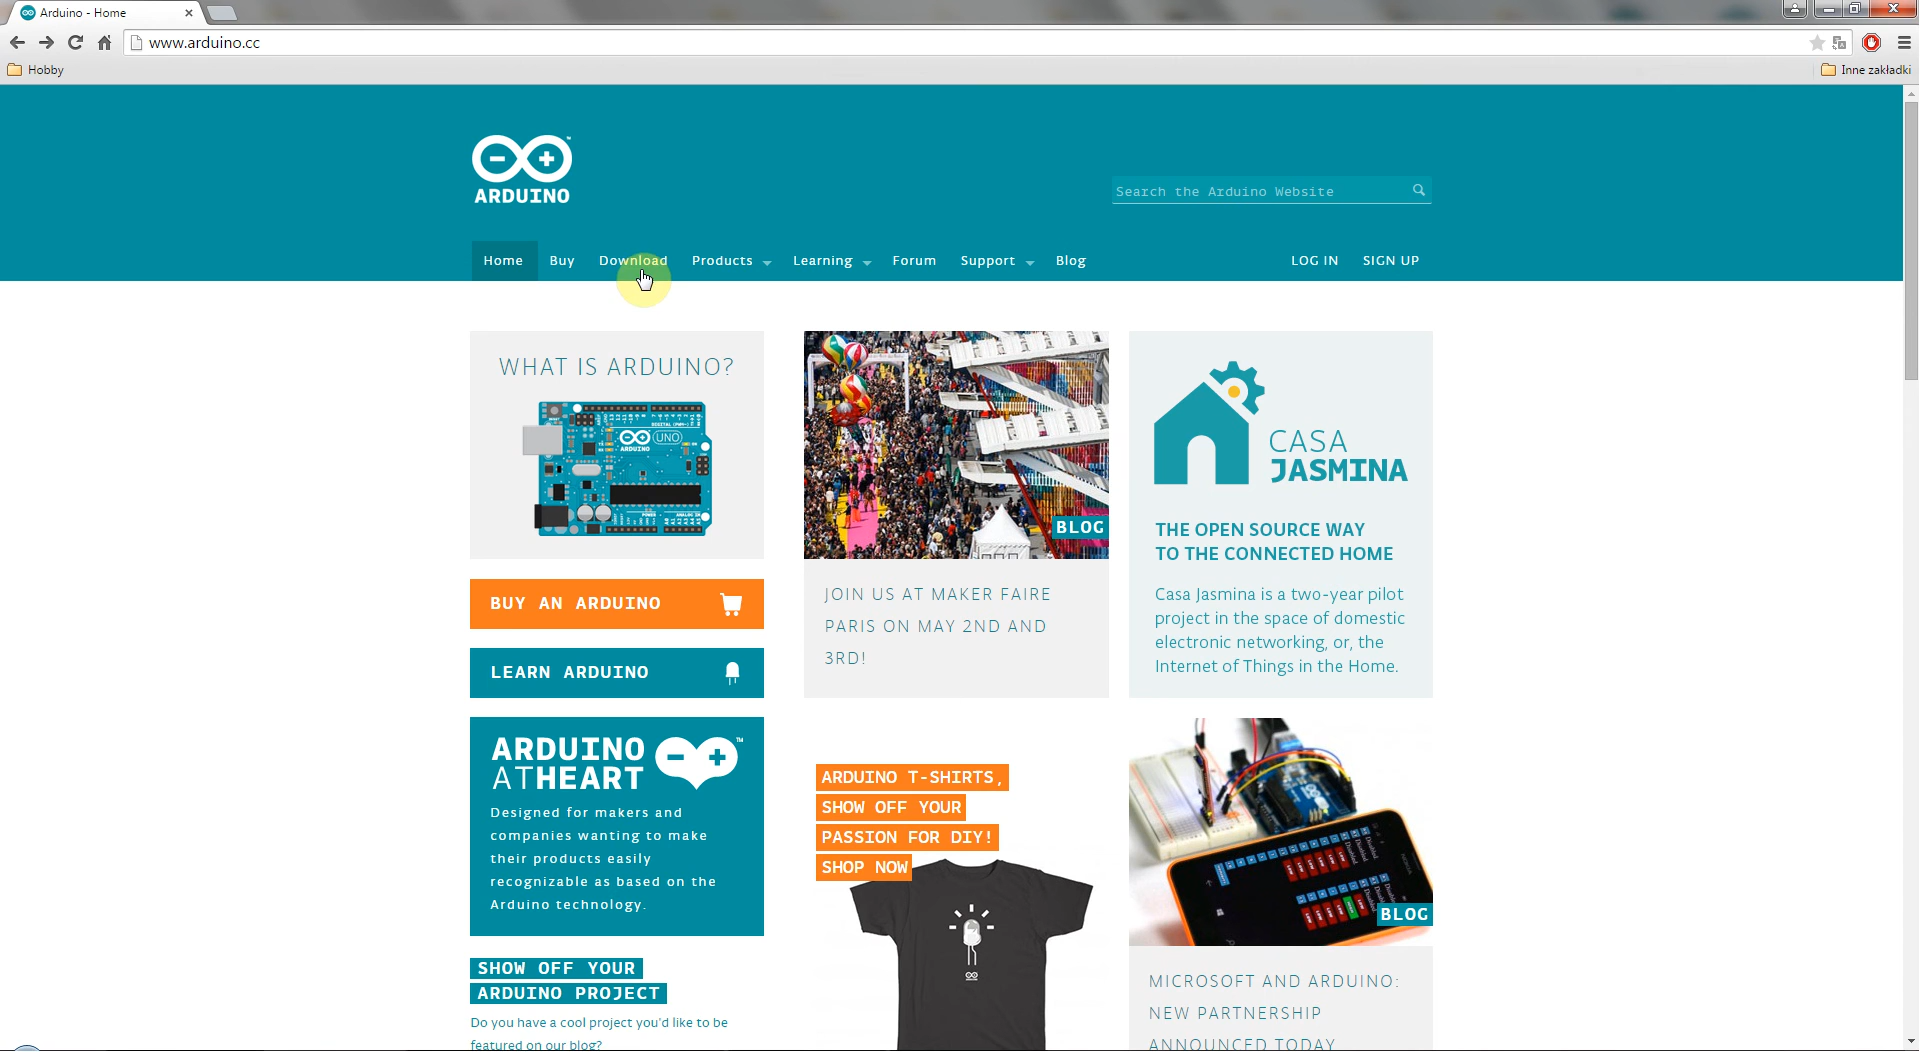 Arduino - Home
www.arduino.cc
Hobby
Inne zakładki
ARDUINO
Search the Arduino Website
Home Buy Download Products Learning Forum Support Blog LOG IN SIGN UP
WHAT IS ARDUINO?
UNO
ARDUINO
BUY AN ARDUINO
LEARN ARDUINO
ARDUINO
ATHEART
TM
Designed for makers and
companies wanting to make
their products easily
recognizable as based on the
Arduino technology.
SHOW OFF YOUR
ARDUINO PROJECT
Do you have a cool project you'd like to be
featured on our blog?
BLOG
JOIN US AT MAKER FAIRE
PARIS ON MAY 2ND AND
3RD!
ARDUINO T-SHIRTS,
SHOW OFF YOUR
PASSION FOR DIY!
SHOP NOW
CASA
JASMINA
THE OPEN SOURCE WAY
TO THE CONNECTED HOME
Casa Jasmina is a two-year pilot
project in the space of domestic
electronic networking, or, the
Internet of Things in the Home.
BLOG
MICROSOFT AND ARDUINO:
NEW PARTNERSHIP
ANNOUNCED TODAY